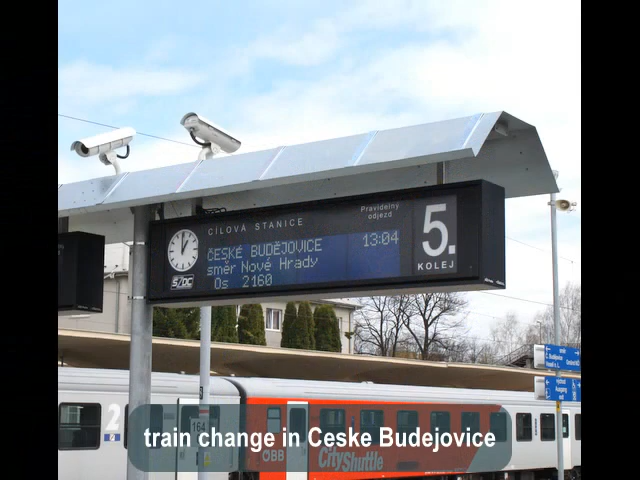 CÍLOVÁ STANICE
Pravidelný
odjezd
5.
KOLEJ
ČESKÉ BUDĚJOVICE 13:04
směr Nové Hrady
Os 2160
SŽDC
2
164
ÖBB
CityShuttle
train change in Ceske Budejovice